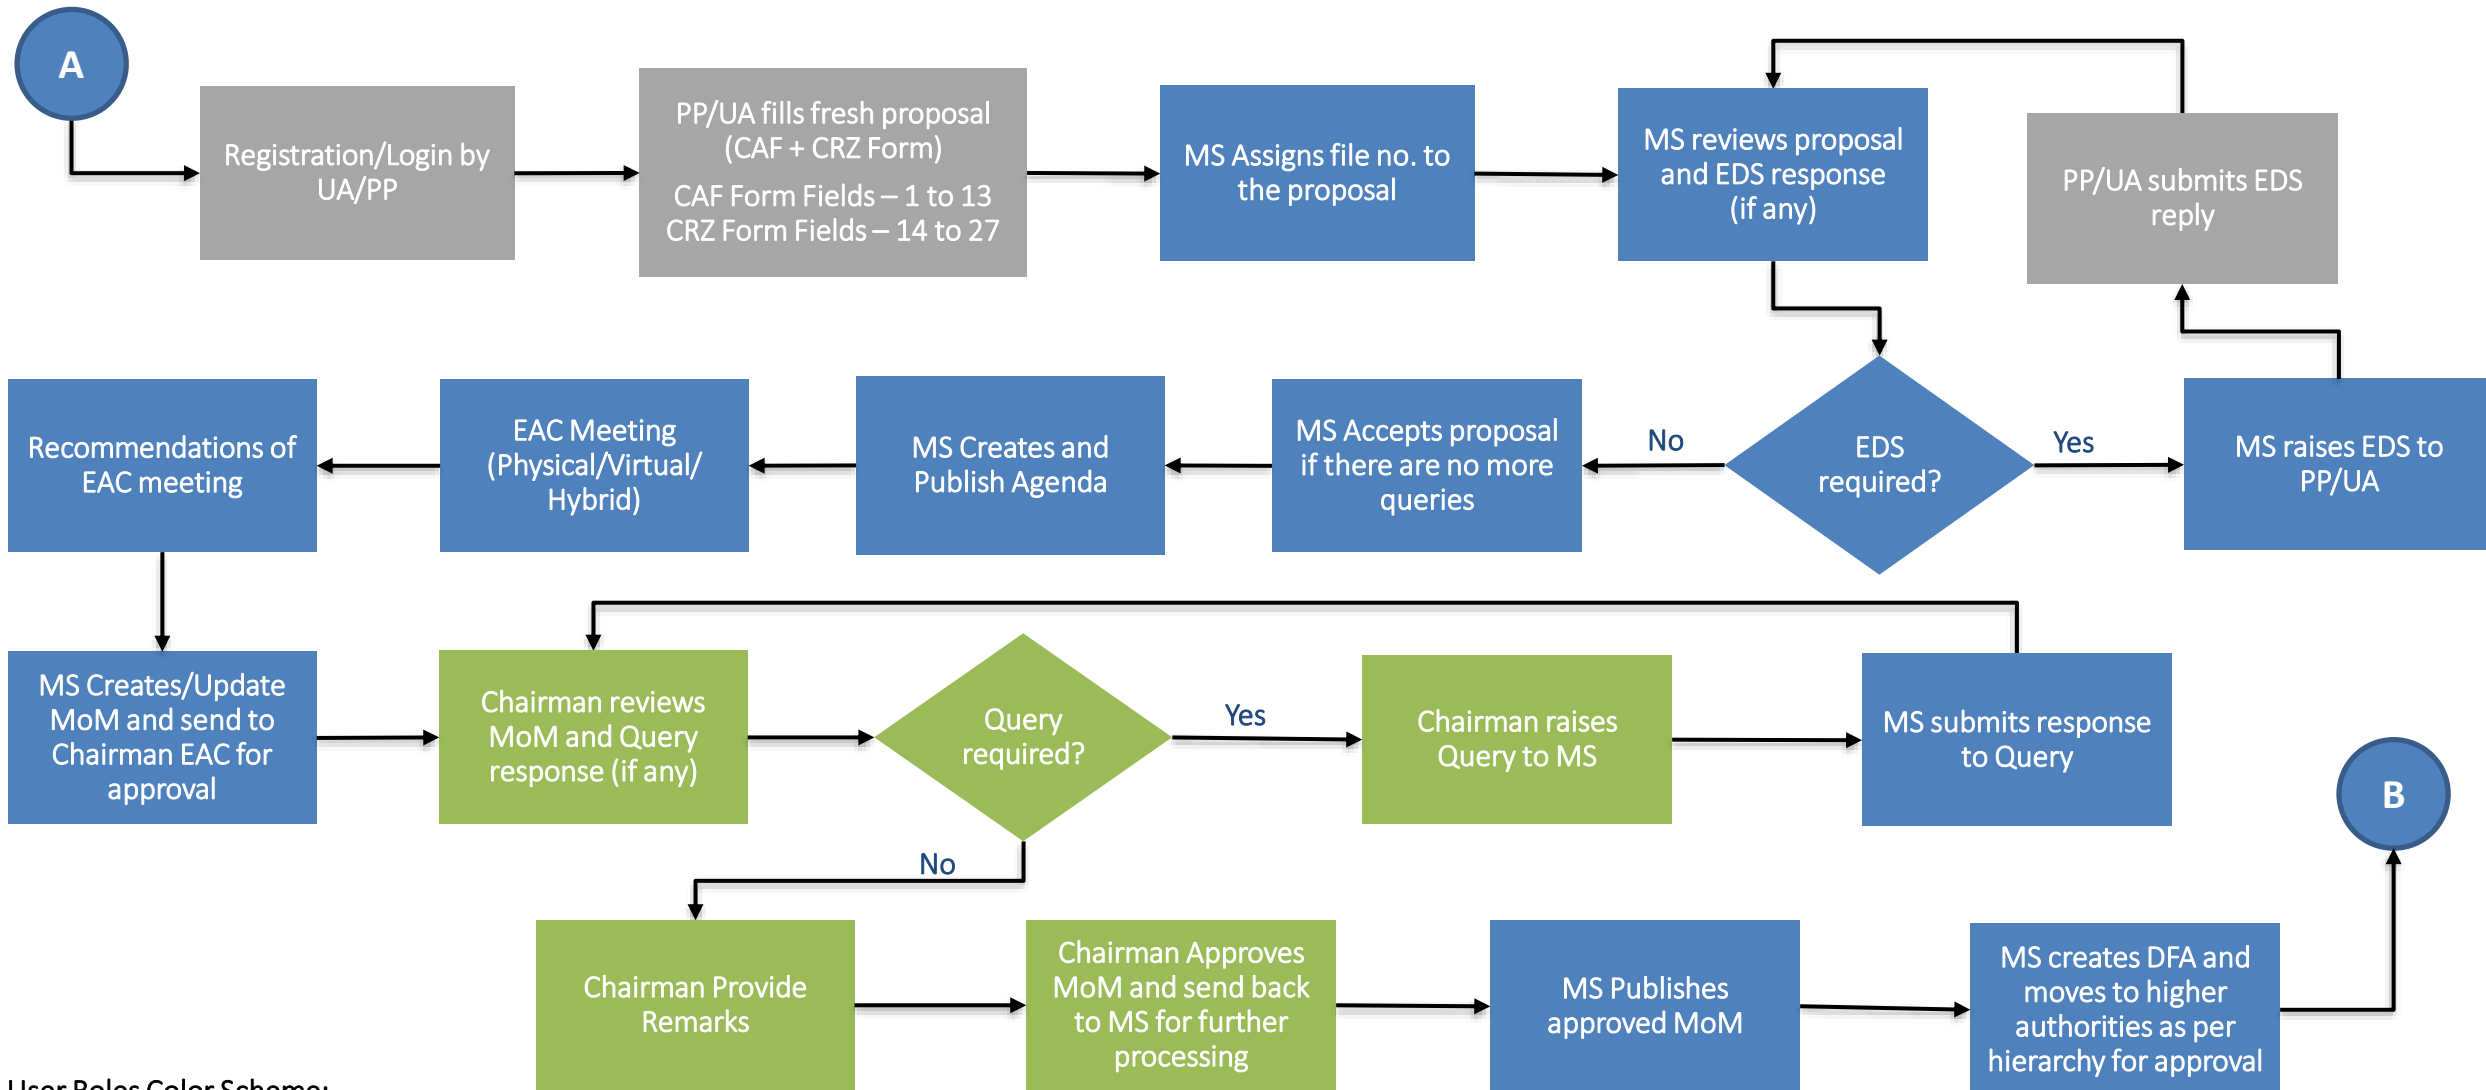 A
Registration/Login by
UA/PP
PP/UA fills fresh proposal
(CAF + CRZ Form)
CAF Form Fields – 1 to 13
CRZ Form Fields – 14 to 27
MS Assigns file no. to
the proposal
MS reviews proposal
and EDS response
(if any)
PP/UA submits EDS
reply
Recommendations of
EAC meeting
EAC Meeting
(Physical/Virtual/
Hybrid)
MS Creates and
Publish Agenda
MS Accepts proposal
if there are no more
queries
No
EDS
required?
Yes
MS raises EDS to
PP/UA
MS Creates/Update
MoM and send to
Chairman EAC for
approval
Chairman reviews
MoM and Query
response (if any)
Query
required?
Yes
Chairman raises
Query to MS
MS submits response
to Query
B
No
Chairman Provide
Remarks
Chairman Approves
MoM and send back
to MS for further
processing
MS Publishes
approved MoM
MS creates DFA and
moves to higher
authorities as per
hierarchy for approval
User Roles Color Scheme: